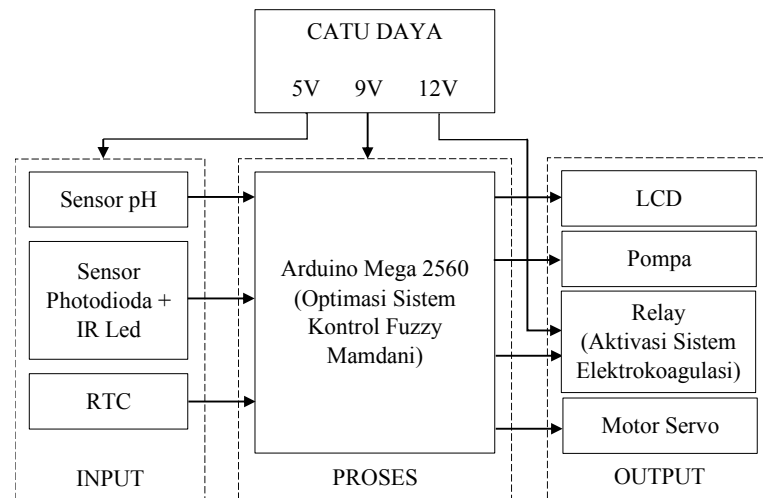 CATU DAYA
5V 9V 12V
Sensor pH
Sensor
Photodioda +
IR Led
RTC
INPUT
Arduino Mega 2560
(Optimasi Sistem
Kontrol Fuzzy
Mamdani)
PROSES
LCD
Pompa
Relay
(Aktivasi Sistem
Elektrokoagulasi)
Motor Servo
OUTPUT